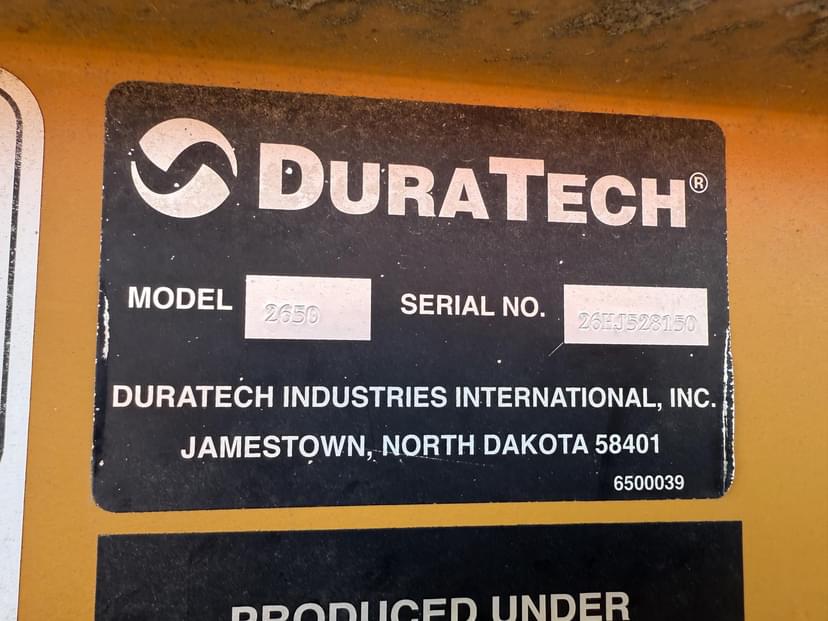 DURATECH®
MODEL 2650 SERIAL NO. 26HJ528150
DURATECH INDUSTRIES INTERNATIONAL, INC.
JAMESTOWN, NORTH DAKOTA 58401
6500039
PRODUCED UNDER